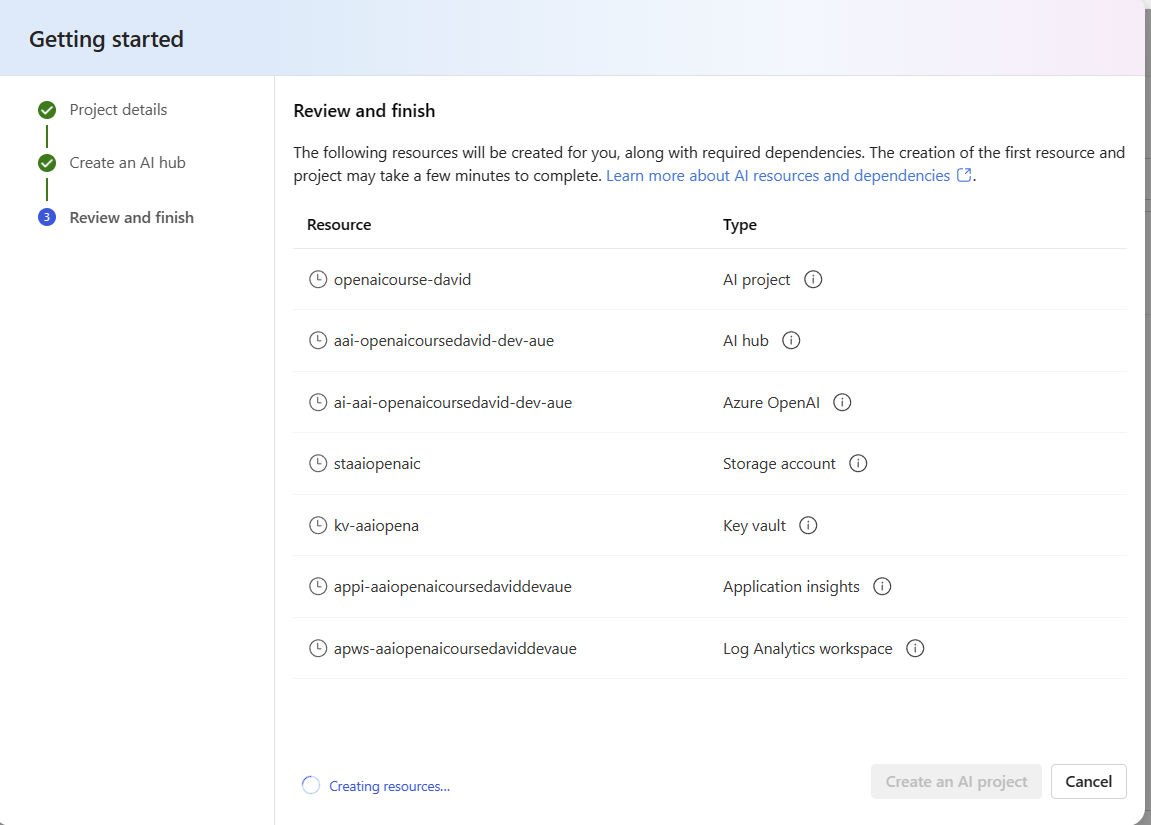 Getting started
Project details
Create an AI hub
3 Review and finish
Review and finish
The following resources will be created for you, along with required dependencies. The creation of the first resource and
project may take a few minutes to complete. Learn more about AI resources and dependencies.
Resource Type
openaicourse-david AI project
aai-openaicoursedavid-dev-aue AI hub
ai-aai-openaicoursedavid-dev-aue Azure OpenAI
staaiopenaic Storage account
kv-aaiopena Key vault
appi-aaiopenaicoursedaviddevaue Application insights
apws-aaiopenaicoursedaviddevaue Log Analytics workspace
Creating resources... Create an AI project Cancel